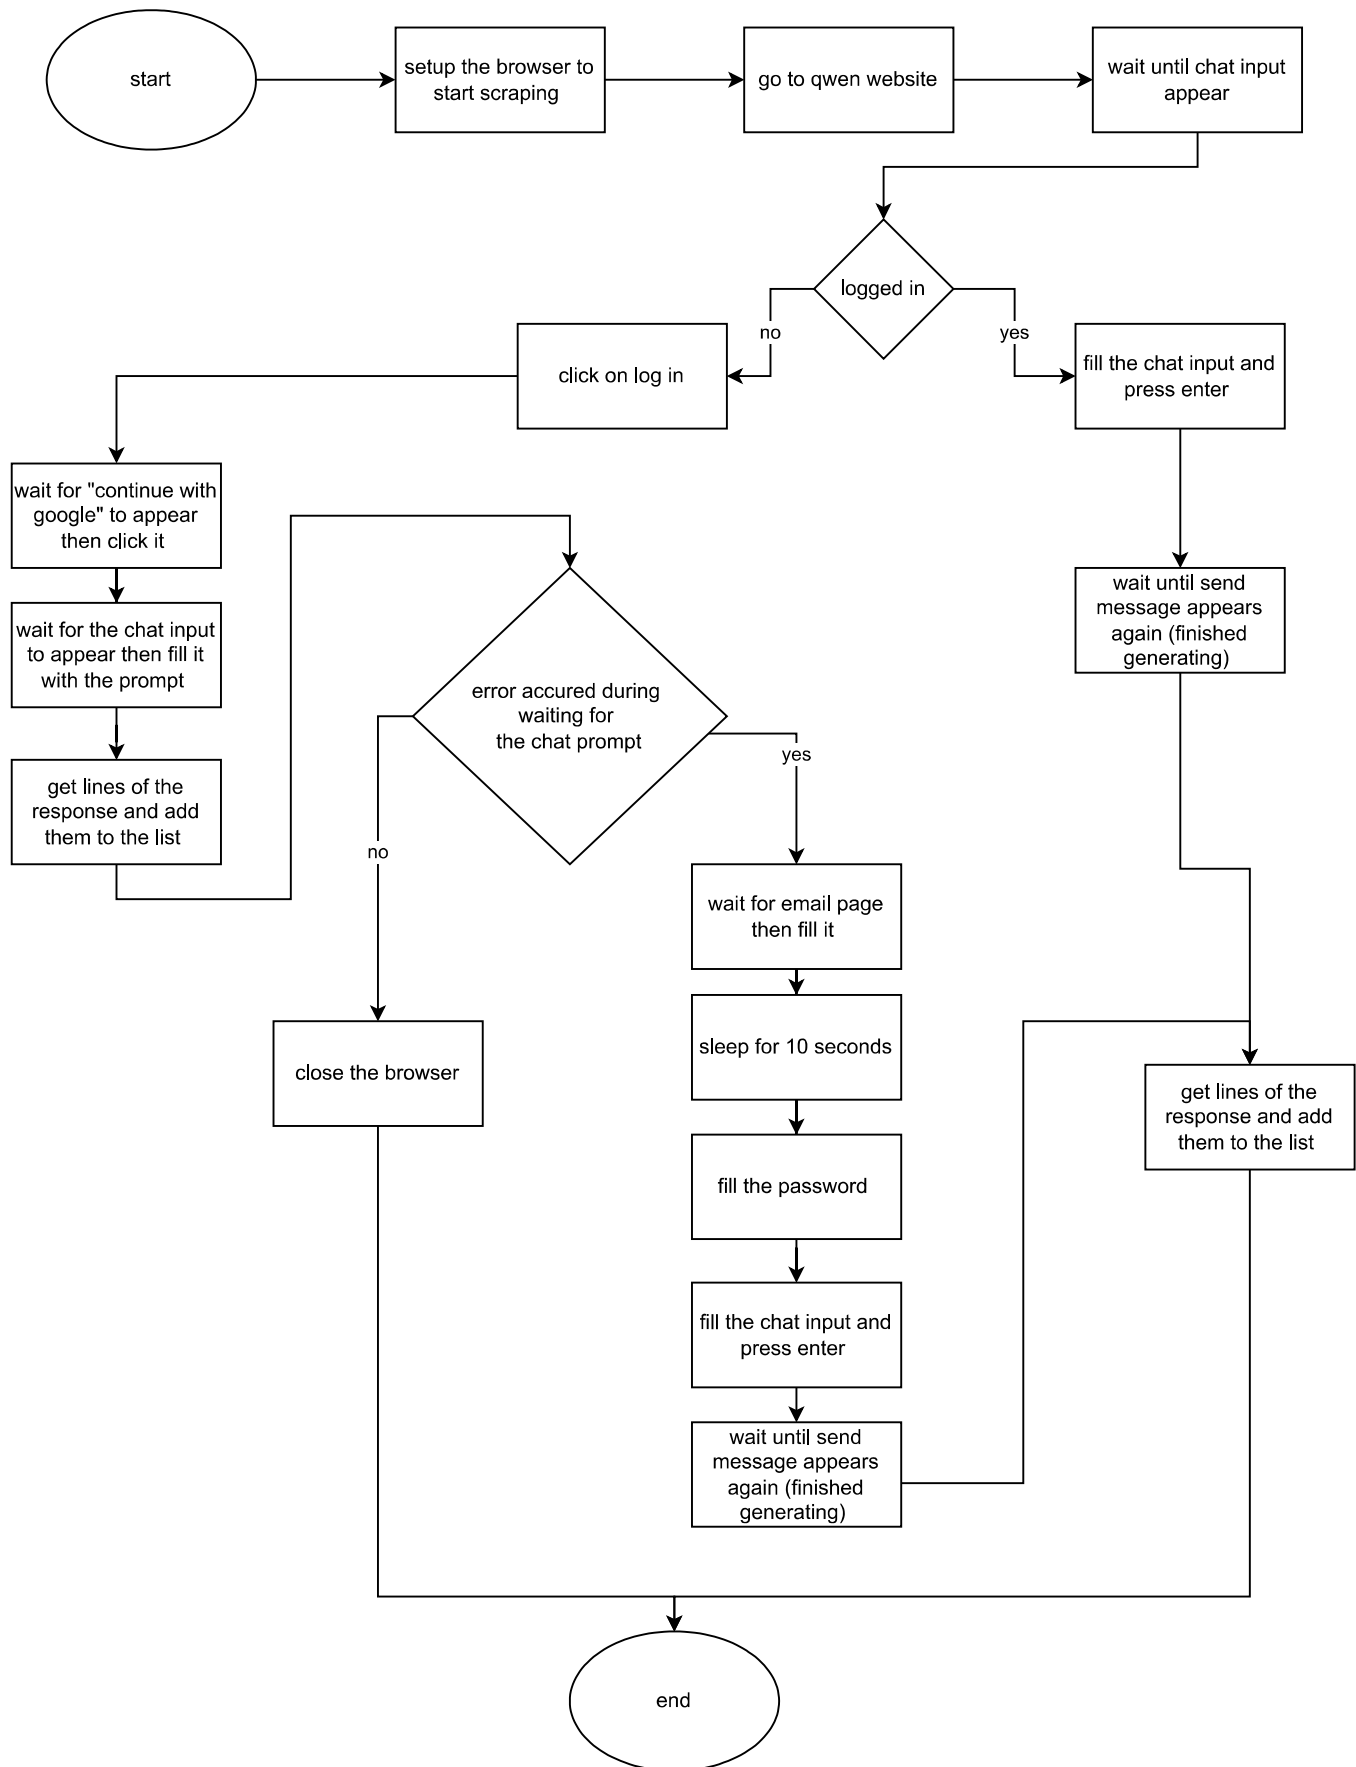 start
setup the browser to
start scraping
go to qwen website
wait until chat input
appear
logged in
no
yes
click on log in
fill the chat input and
press enter
wait for "continue with
google" to appear
then click it
wait until send
message appears
again (finished
generating)
wait for the chat input
to appear then fill it
with the prompt
error accured during
waiting for
the chat prompt
yes
get lines of the
response and add
them to the list
no
wait for email page
then fill it
sleep for 10 seconds
close the browser
get lines of the
response and add
them to the list
fill the password
fill the chat input and
press enter
wait until send
message appears
again (finished
generating)
end